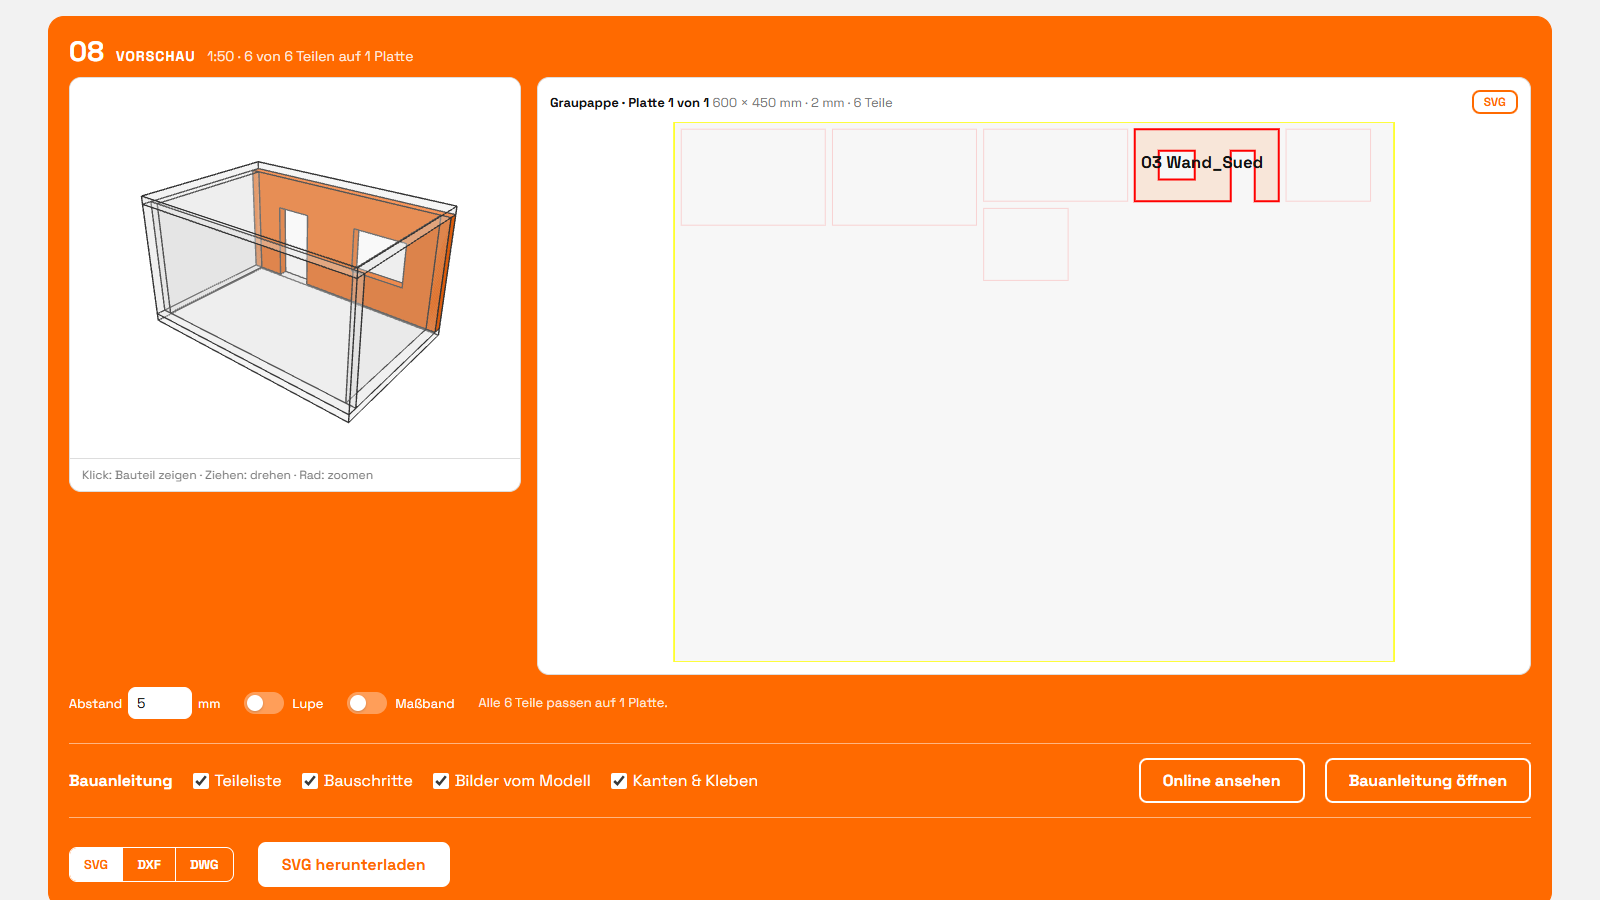 08 VORSCHAU 1:50 · 6 von 6 Teilen auf 1 Platte
Klick: Bauteil zeigen · Ziehen: drehen · Rad: zoomen
Graupappe · Platte 1 von 1 600 × 450 mm · 2 mm · 6 Teile
SVG
03 Wand_Sued
Abstand 5 mm Lupe Maßband Alle 6 Teile passen auf 1 Platte.
Bauanleitung Teileliste Bauschritte Bilder vom Modell Kanten & Kleben Online ansehen Bauanleitung öffnen
SVG DXF DWG SVG herunterladen